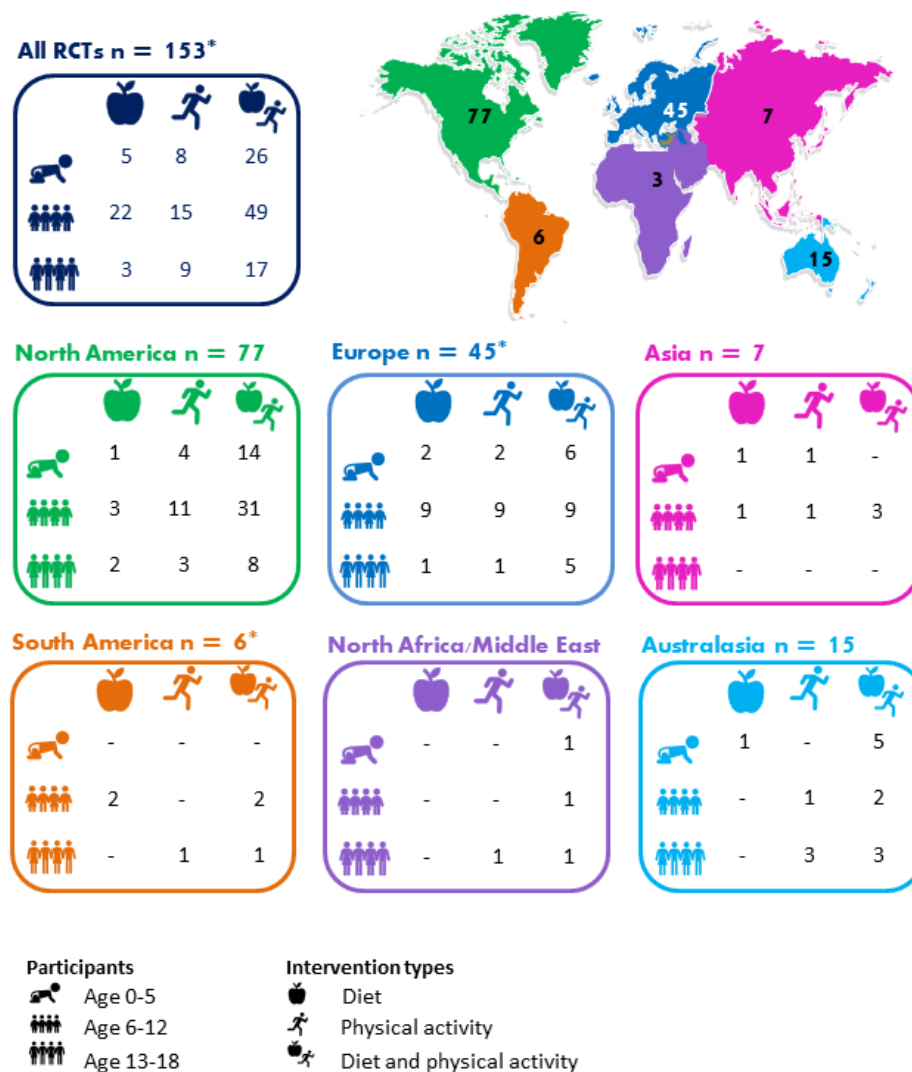 All RCTs n = 153*
5 8 26
22 15 49
3 9 17
77
45
7
3
6
15
North America n = 77
1 4 14
3 11 31
2 3 8
Europe n = 45*
2 2 6
9 9 9
1 1 5
Asia n = 7
1 1 -
1 1 3
- - -
South America n = 6*
- - -
2 - 2
- 1 1
North Africa/Middle East
- - 1
- - 1
- 1 1
Australasia n = 15
1 - 5
- 1 2
- 3 3
Participants
Age 0-5
Age 6-12
Age 13-18
Intervention types
Diet
Physical activity
Diet and physical activity